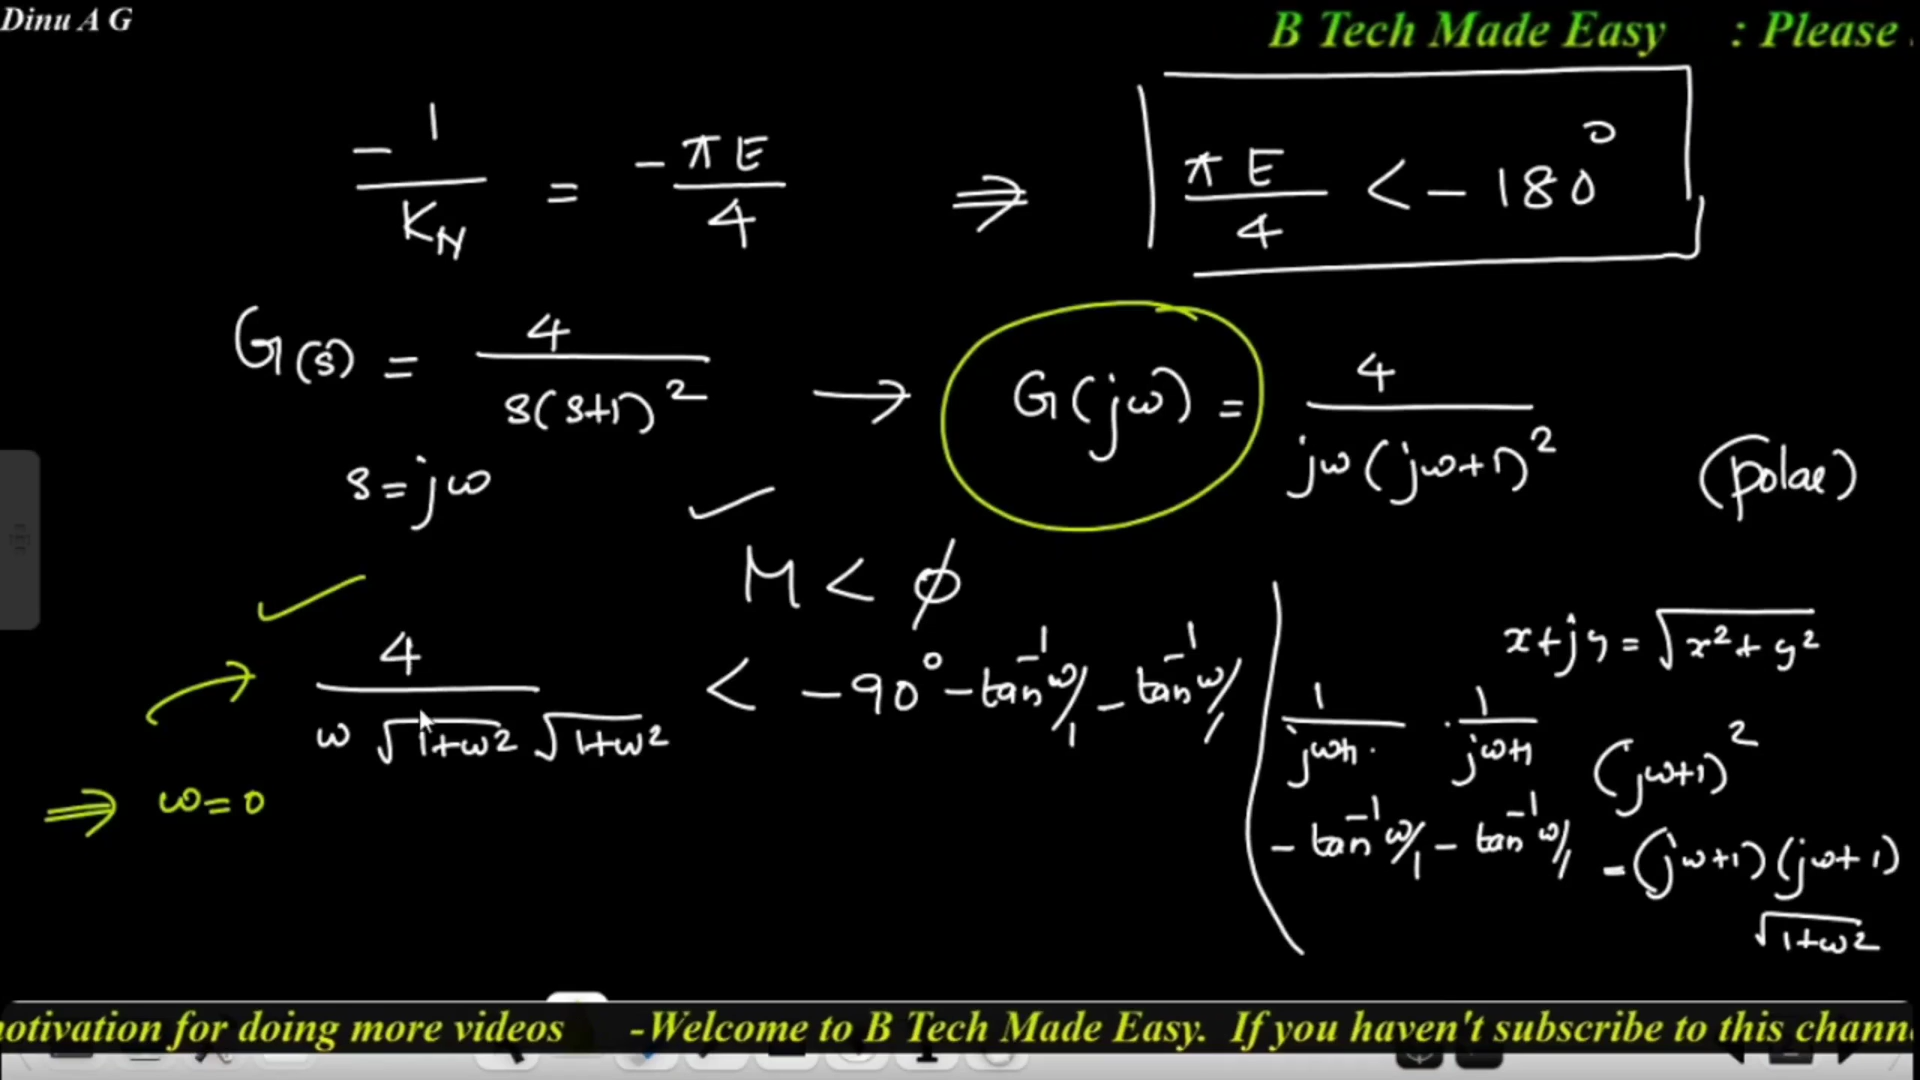 Dinu A G
B Tech Made Easy : Please
-1/K_N = -πE/4 ⇒ πE/4 < -180°
G(s) = 4/s(s+1)² → G(jω) = 4/jω(jω+1)² (polar)
s=jω
M < φ
4/ω√1+ω² √1+ω² < -90° - tan⁻¹ω/1 - tan⁻¹ω/1
⇒ ω=0
x+jy = √x²+y²
1/jω+1 · 1/jω+1 (jω+1)²
- tan⁻¹ω/1 - tan⁻¹ω/1 = (jω+1)(jω+1)
√1+ω²
otivation for doing more videos -Welcome to B Tech Made Easy. If you haven't subscribe to this chann